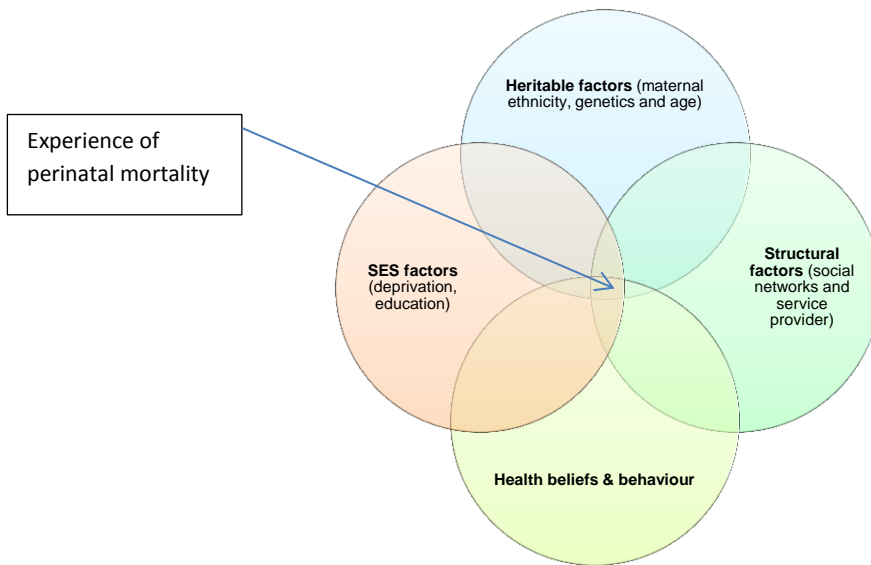 Heritable factors (maternal
ethnicity, genetics and age)
Experience of
perinatal mortality
SES factors
(deprivation,
education)
Structural
factors (social
networks and
service
provider)
Health beliefs & behaviour